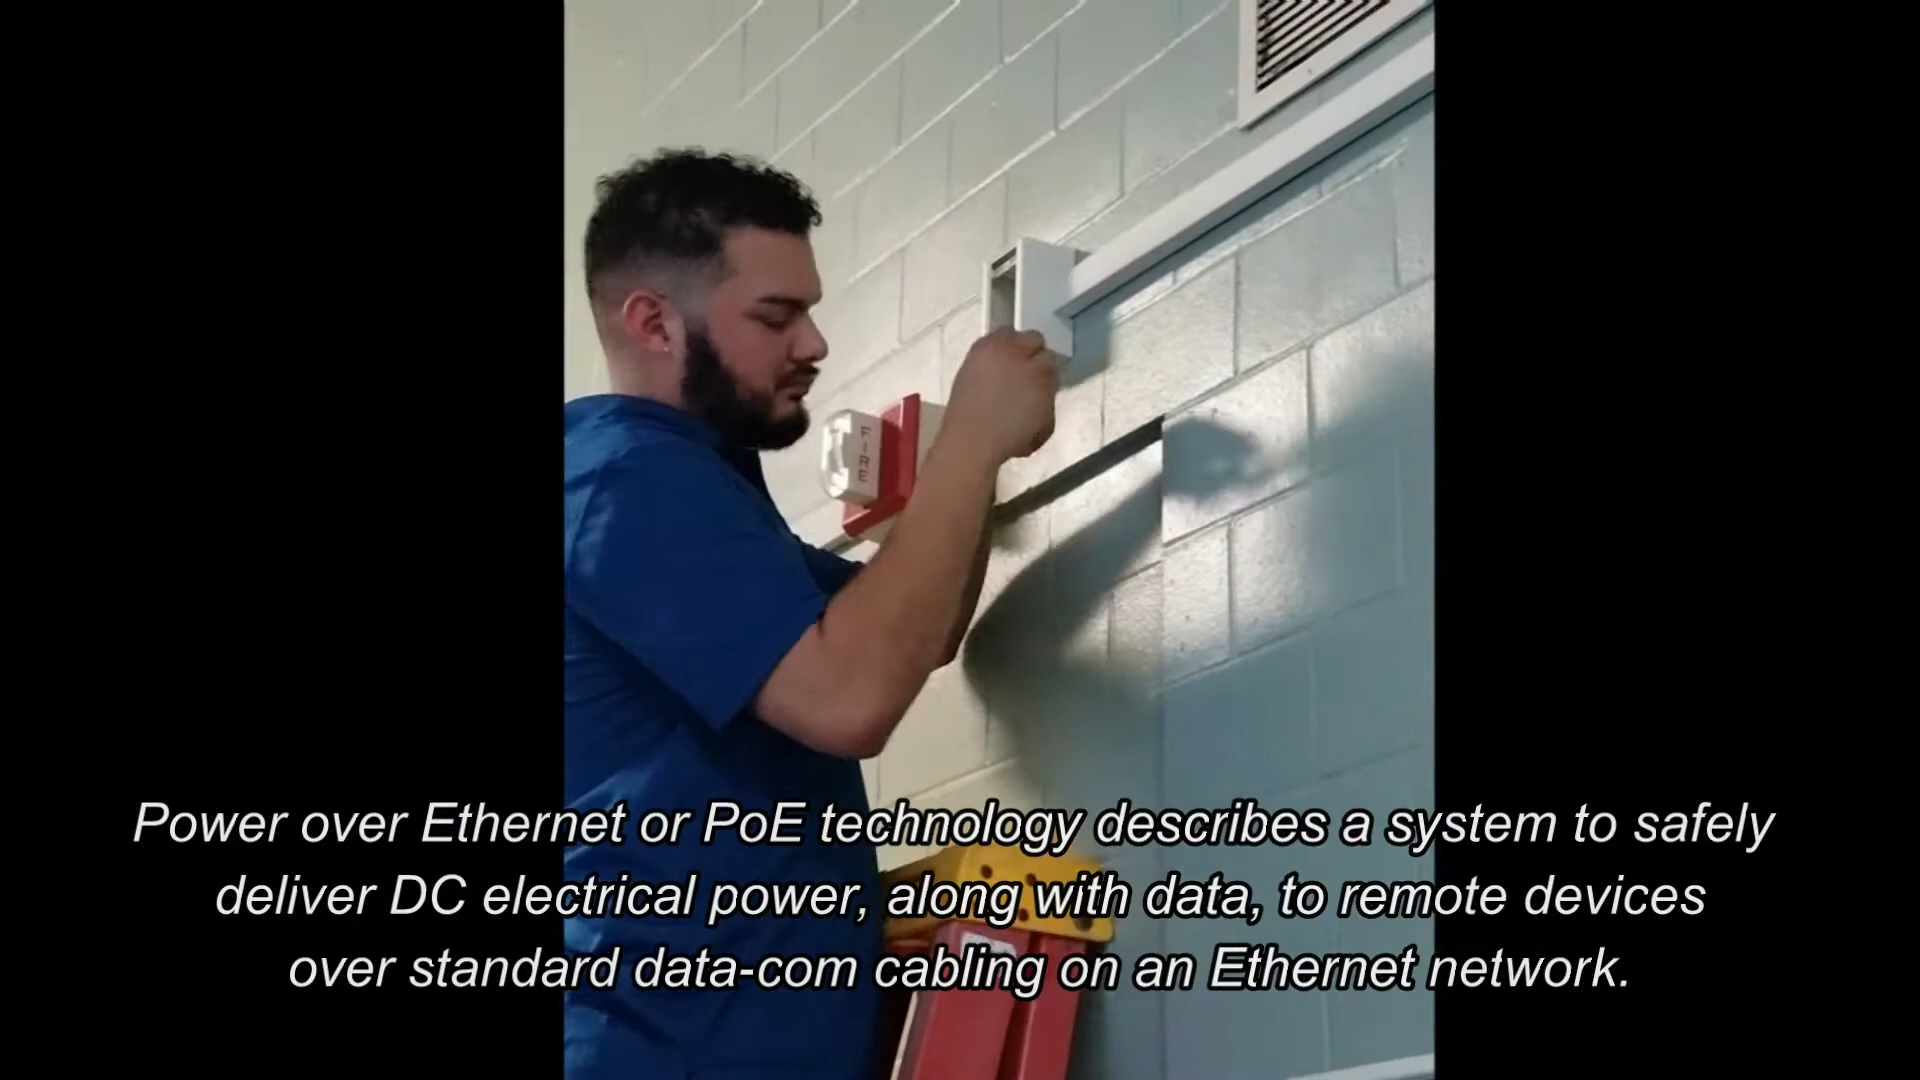 FIRE
Power over Ethernet or PoE technology describes a system to safely
deliver DC electrical power, along with data, to remote devices
over standard data-com cabling on an Ethernet network.